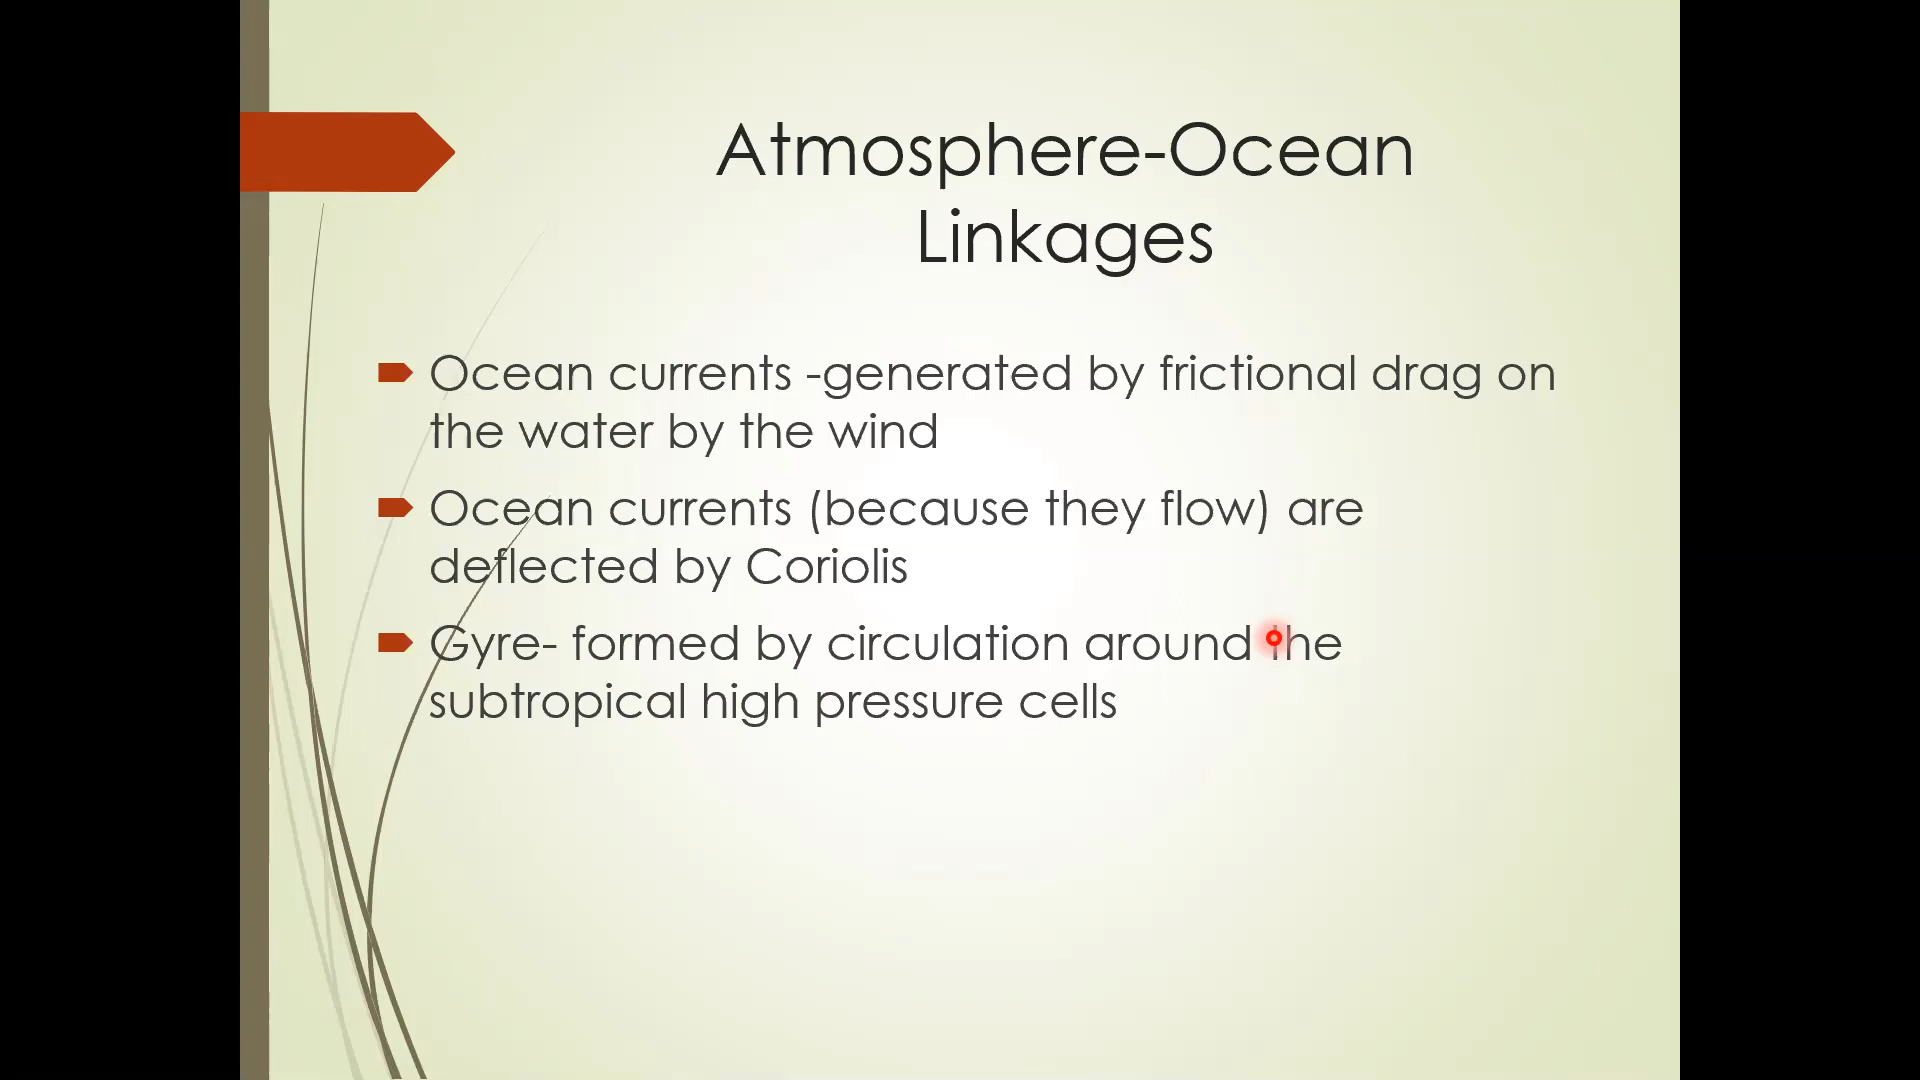 Atmosphere-Ocean
Linkages
Ocean currents -generated by frictional drag on
the water by the wind
Ocean currents (because they flow) are
deflected by Coriolis
Gyre- formed by circulation around the
subtropical high pressure cells